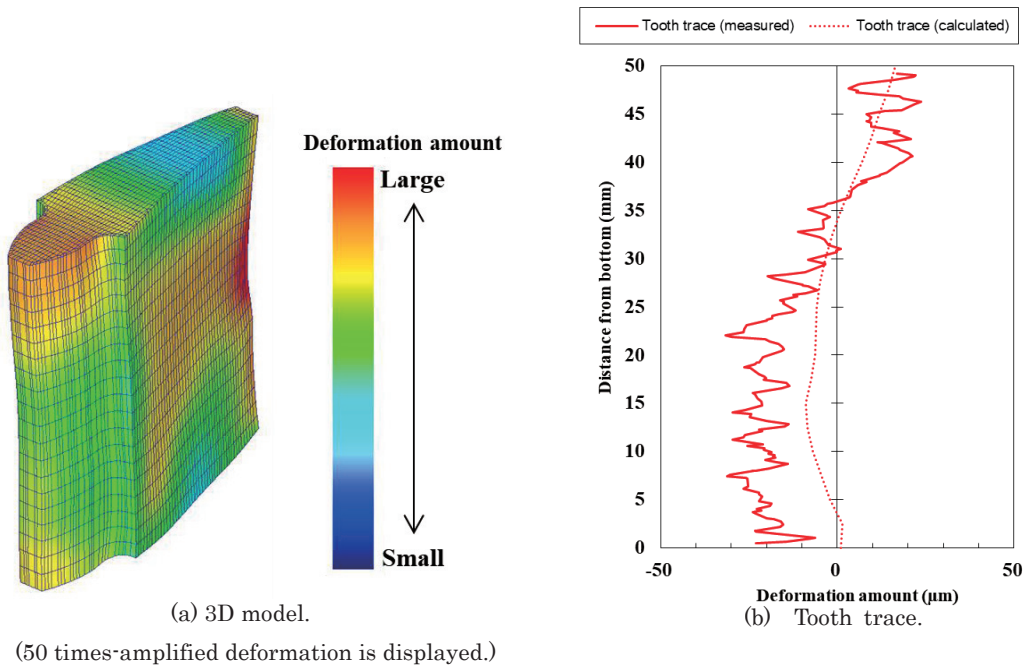 Deformation amount
Large
Small
(a) 3D model.
(50 times-amplified deformation is displayed.)
Tooth trace (measured)
Tooth trace (calculated)
Distance from bottom (mm)
50
45
40
35
30
25
20
15
10
5
0
-50
0
50
Deformation amount (μm)
(b) Tooth trace.